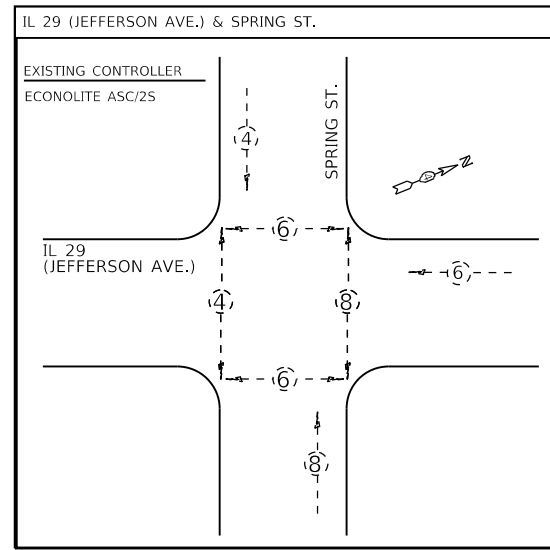 IL 29 (JEFFERSON AVE.) & SPRING ST.
EXISTING CONTROLLER
ECONOLITE ASC/2S
SPRING ST.
4
N
6
IL 29
(JEFFERSON AVE.)
6
4
8
6
8